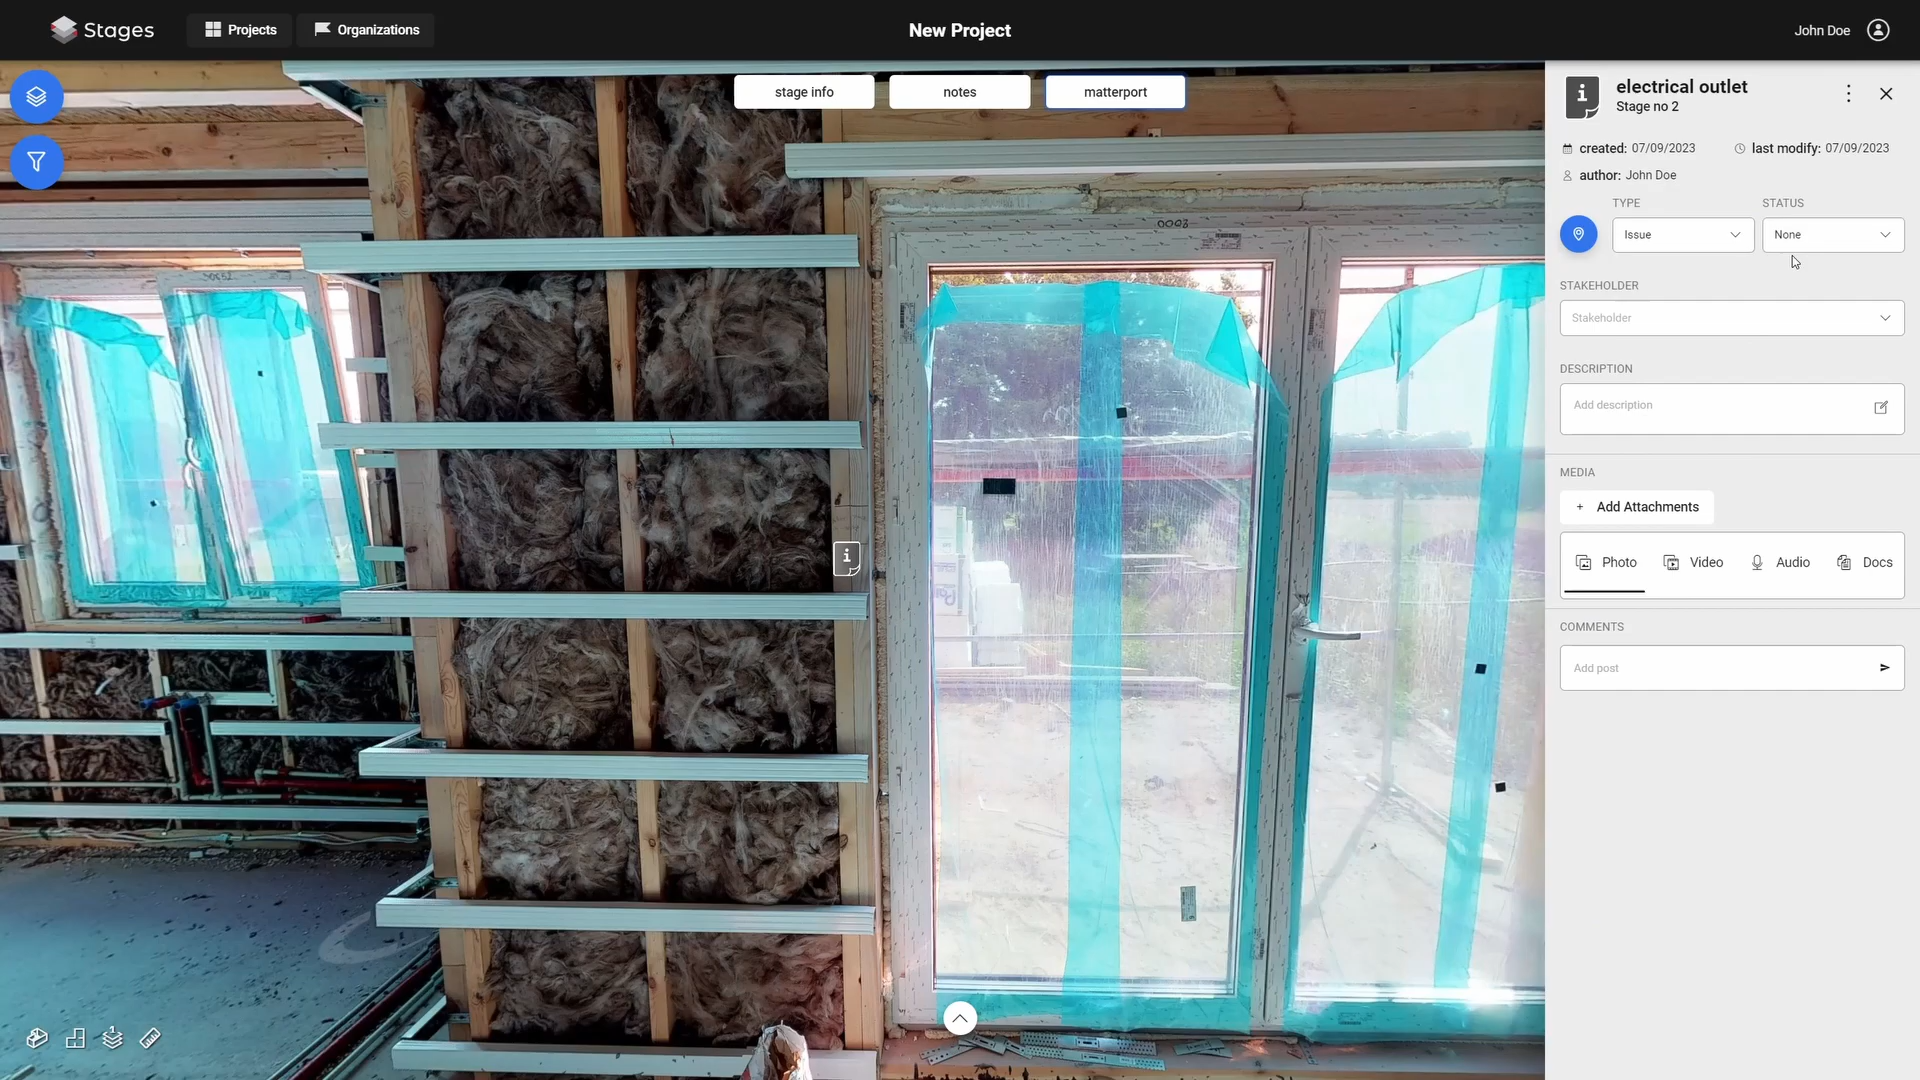 Stages
Projects
Organizations
New Project
John Doe
stage info
notes
matterport
electrical outlet
Stage no 2
created: 07/09/2023
last modify: 07/09/2023
author: John Doe
TYPE
STATUS
Issue
None
STAKEHOLDER
Stakeholder
DESCRIPTION
Add description
MEDIA
+ Add Attachments
Photo
Video
Audio
Docs
COMMENTS
Add post
0003